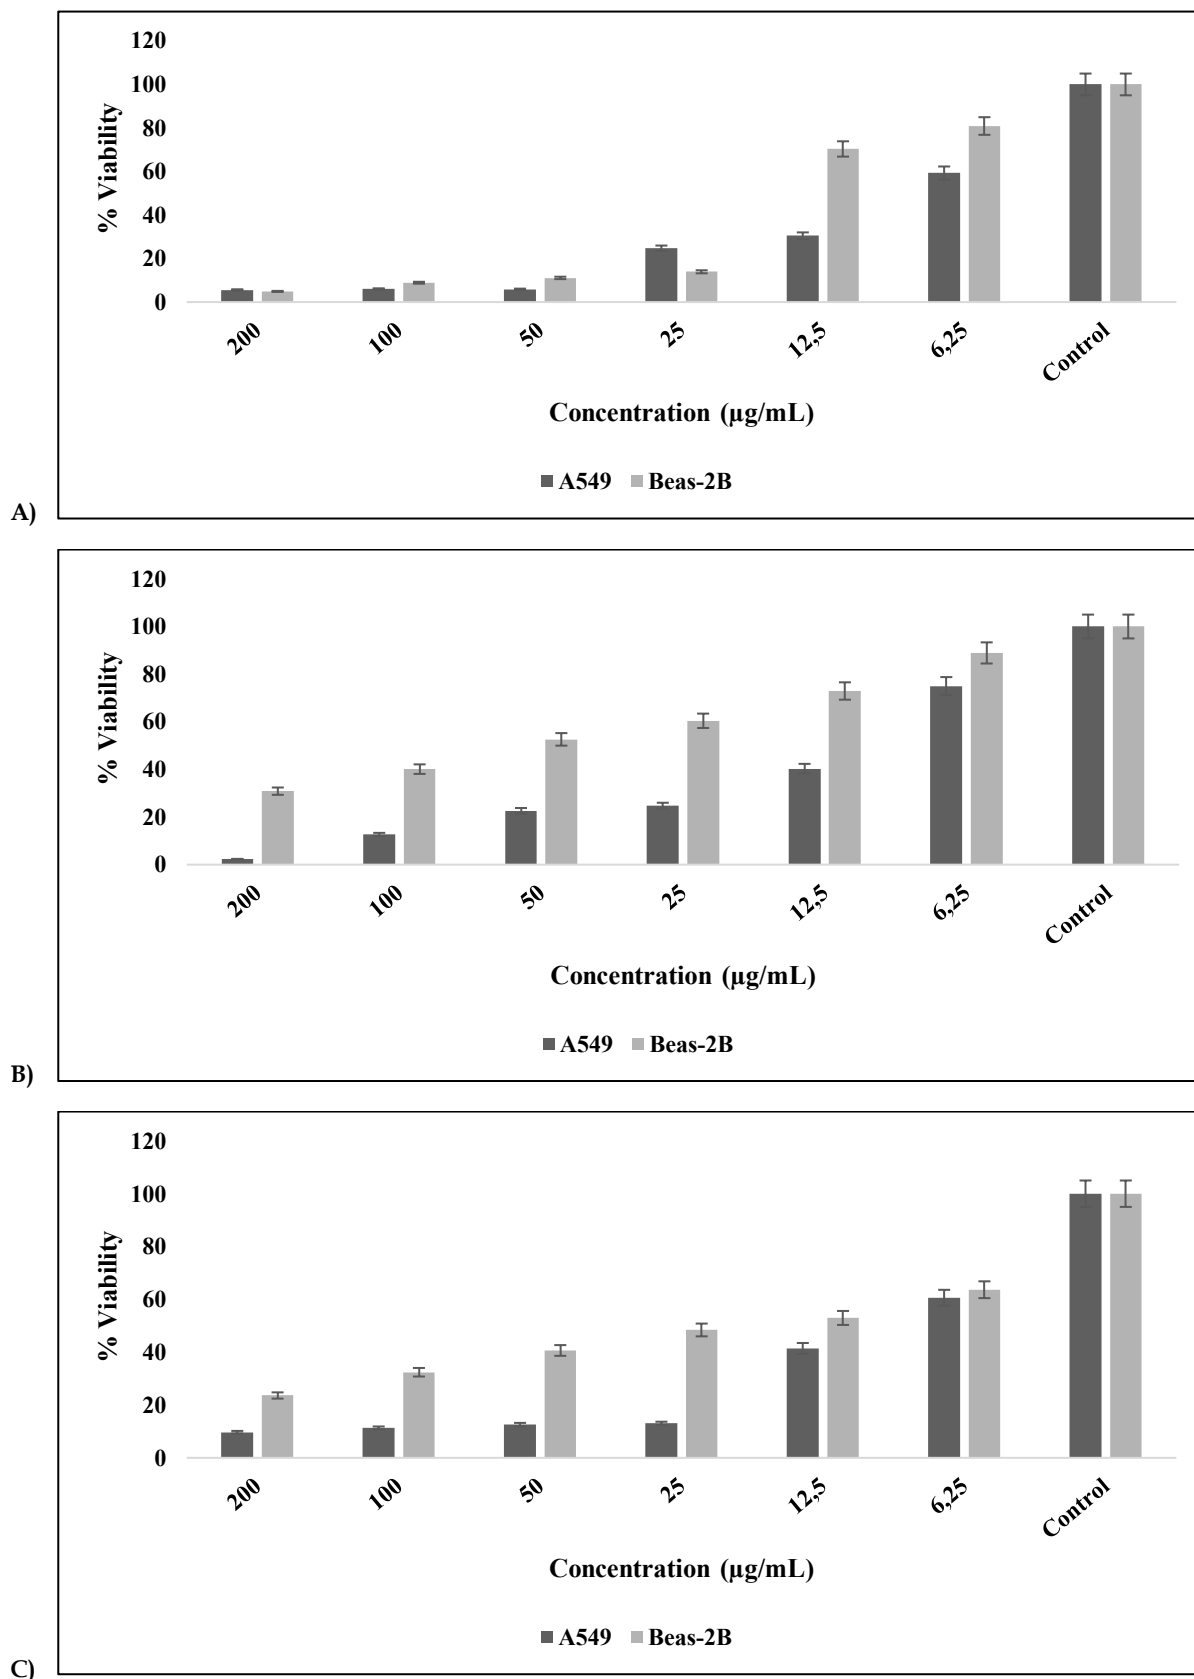 120
100
80
60
40
20
0
% Viability
200 100 50 25 12,5 6,25 Control
Concentration (µg/mL)
A549 Beas-2B
A)
120
100
80
60
40
20
0
% Viability
200 100 50 25 12,5 6,25 Control
Concentration (µg/mL)
A549 Beas-2B
B)
120
100
80
60
40
20
0
% Viability
200 100 50 25 12,5 6,25 Control
Concentration (µg/mL)
A549 Beas-2B
C)